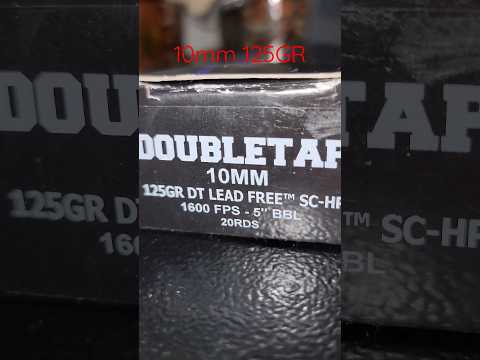 10mm 125GR
DOUBLETAP
10MM
125GR DT LEAD FREE™ SC-HP
1600 FPS - 5" BBL
20RDS